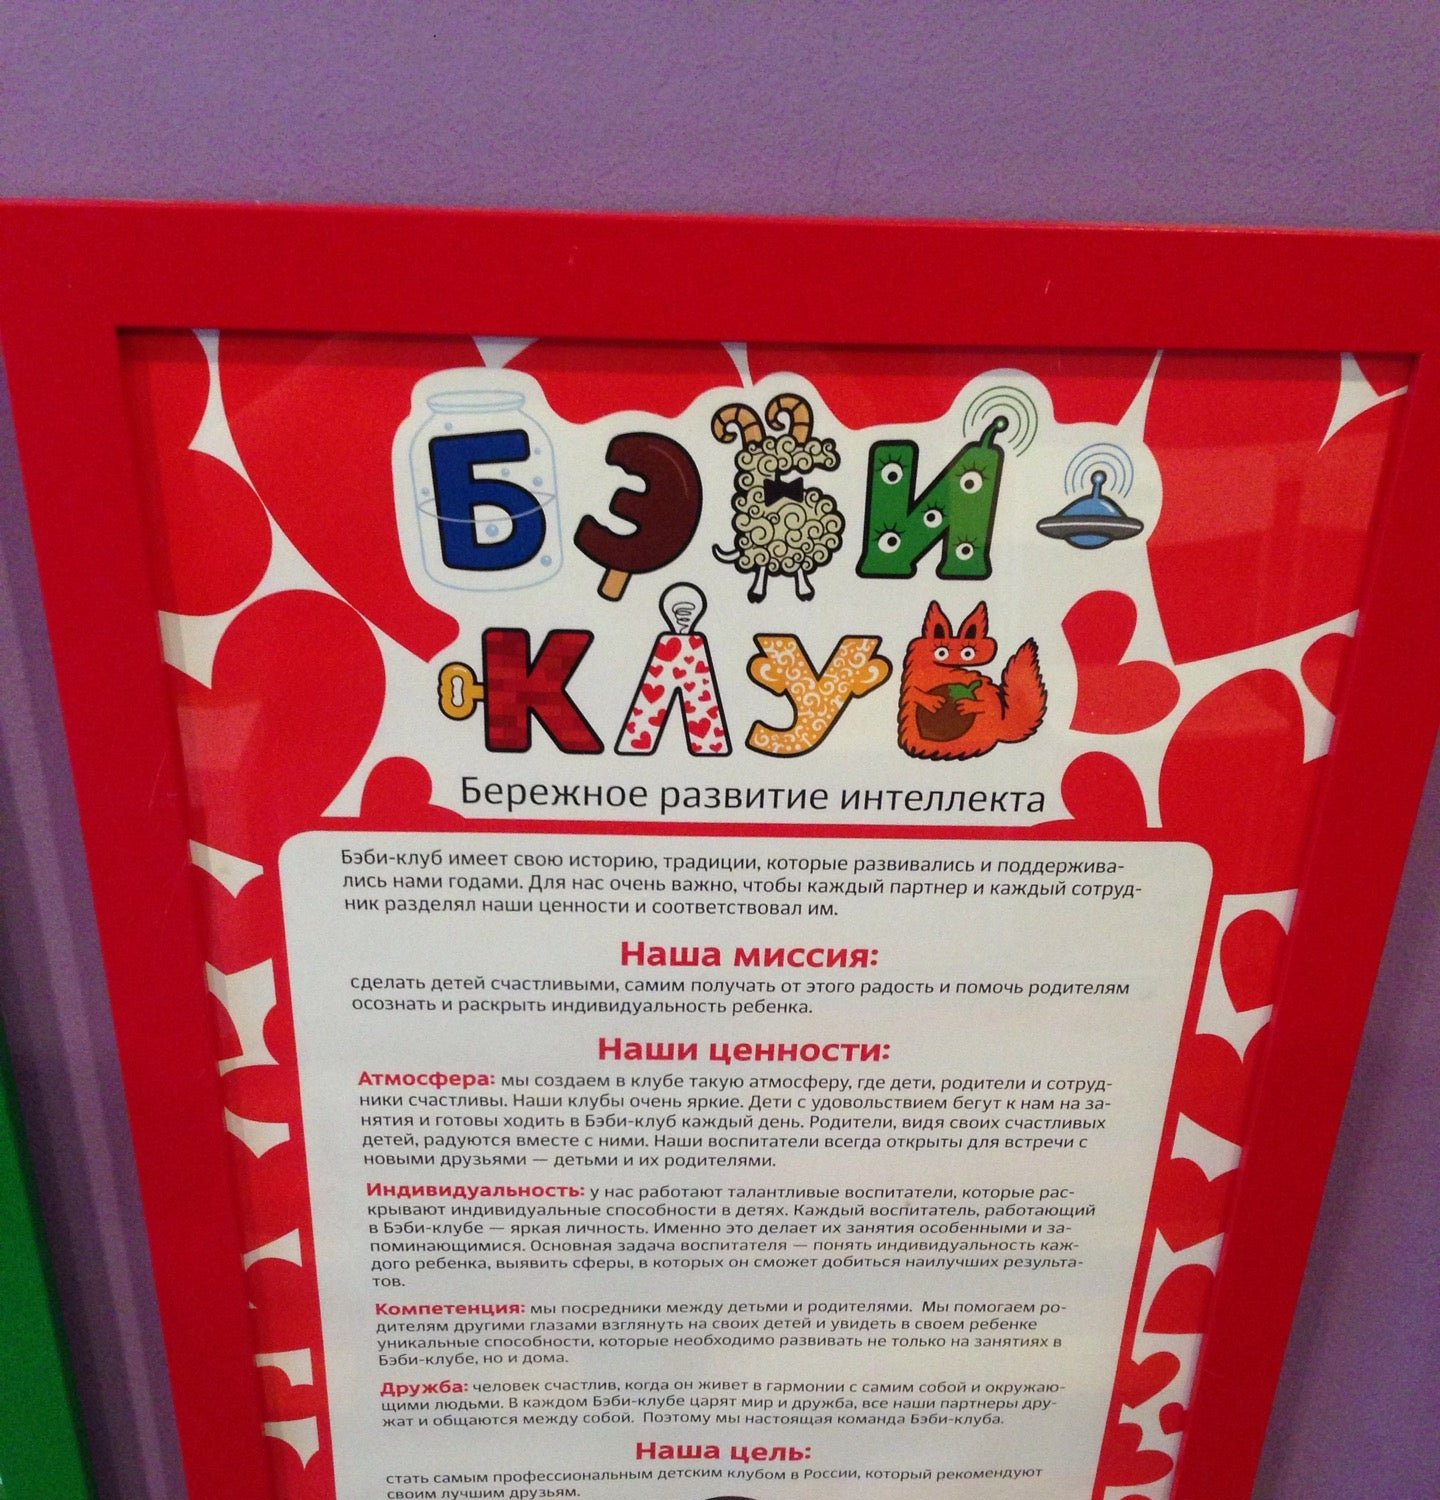 БЭБИ-
КЛУБ
Бережное развитие интеллекта
Бэби-клуб имеет свою историю, традиции, которые развивались и поддержива-
лись нами годами. Для нас очень важно, чтобы каждый партнер и каждый сотруд-
ник разделял наши ценности и соответствовал им.
Наша миссия:
сделать детей счастливыми, самим получать от этого радость и помочь родителям
осознать и раскрыть индивидуальность ребенка.
Наши ценности:
Атмосфера: мы создаем в клубе такую атмосферу, где дети, родители и сотруд-
ники счастливы. Наши клубы очень яркие. Дети с удовольствием бегут к нам на за-
нятия и готовы ходить в Бэби-клуб каждый день. Родители, видя своих счастливых
детей, радуются вместе с ними. Наши воспитатели всегда открыты для встречи с
новыми друзьями — детьми и их родителями.
Индивидуальность: у нас работают талантливые воспитатели, которые рас-
крывают индивидуальные способности в детях. Каждый воспитатель, работающий
в Бэби-клубе — яркая личность. Именно это делает их занятия особенными и за-
поминающимися. Основная задача воспитателя — понять индивидуальность каж-
дого ребенка, выявить сферы, в которых он сможет добиться наилучших результа-
тов.
Компетенция: мы посредники между детьми и родителями. Мы помогаем ро-
дителям другими глазами взглянуть на своих детей и увидеть в своем ребенке
уникальные способности, которые необходимо развивать не только на занятиях в
Бэби-клубе, но и дома.
Дружба: человек счастлив, когда он живет в гармонии с самим собой и окружаю-
щими людьми. В каждом Бэби-клубе царят мир и дружба, все наши партнеры дру-
жат и общаются между собой. Поэтому мы настоящая команда Бэби-клуба.
Наша цель:
стать самым профессиональным детским клубом в России, который рекомендуют
своим лучшим друзьям.